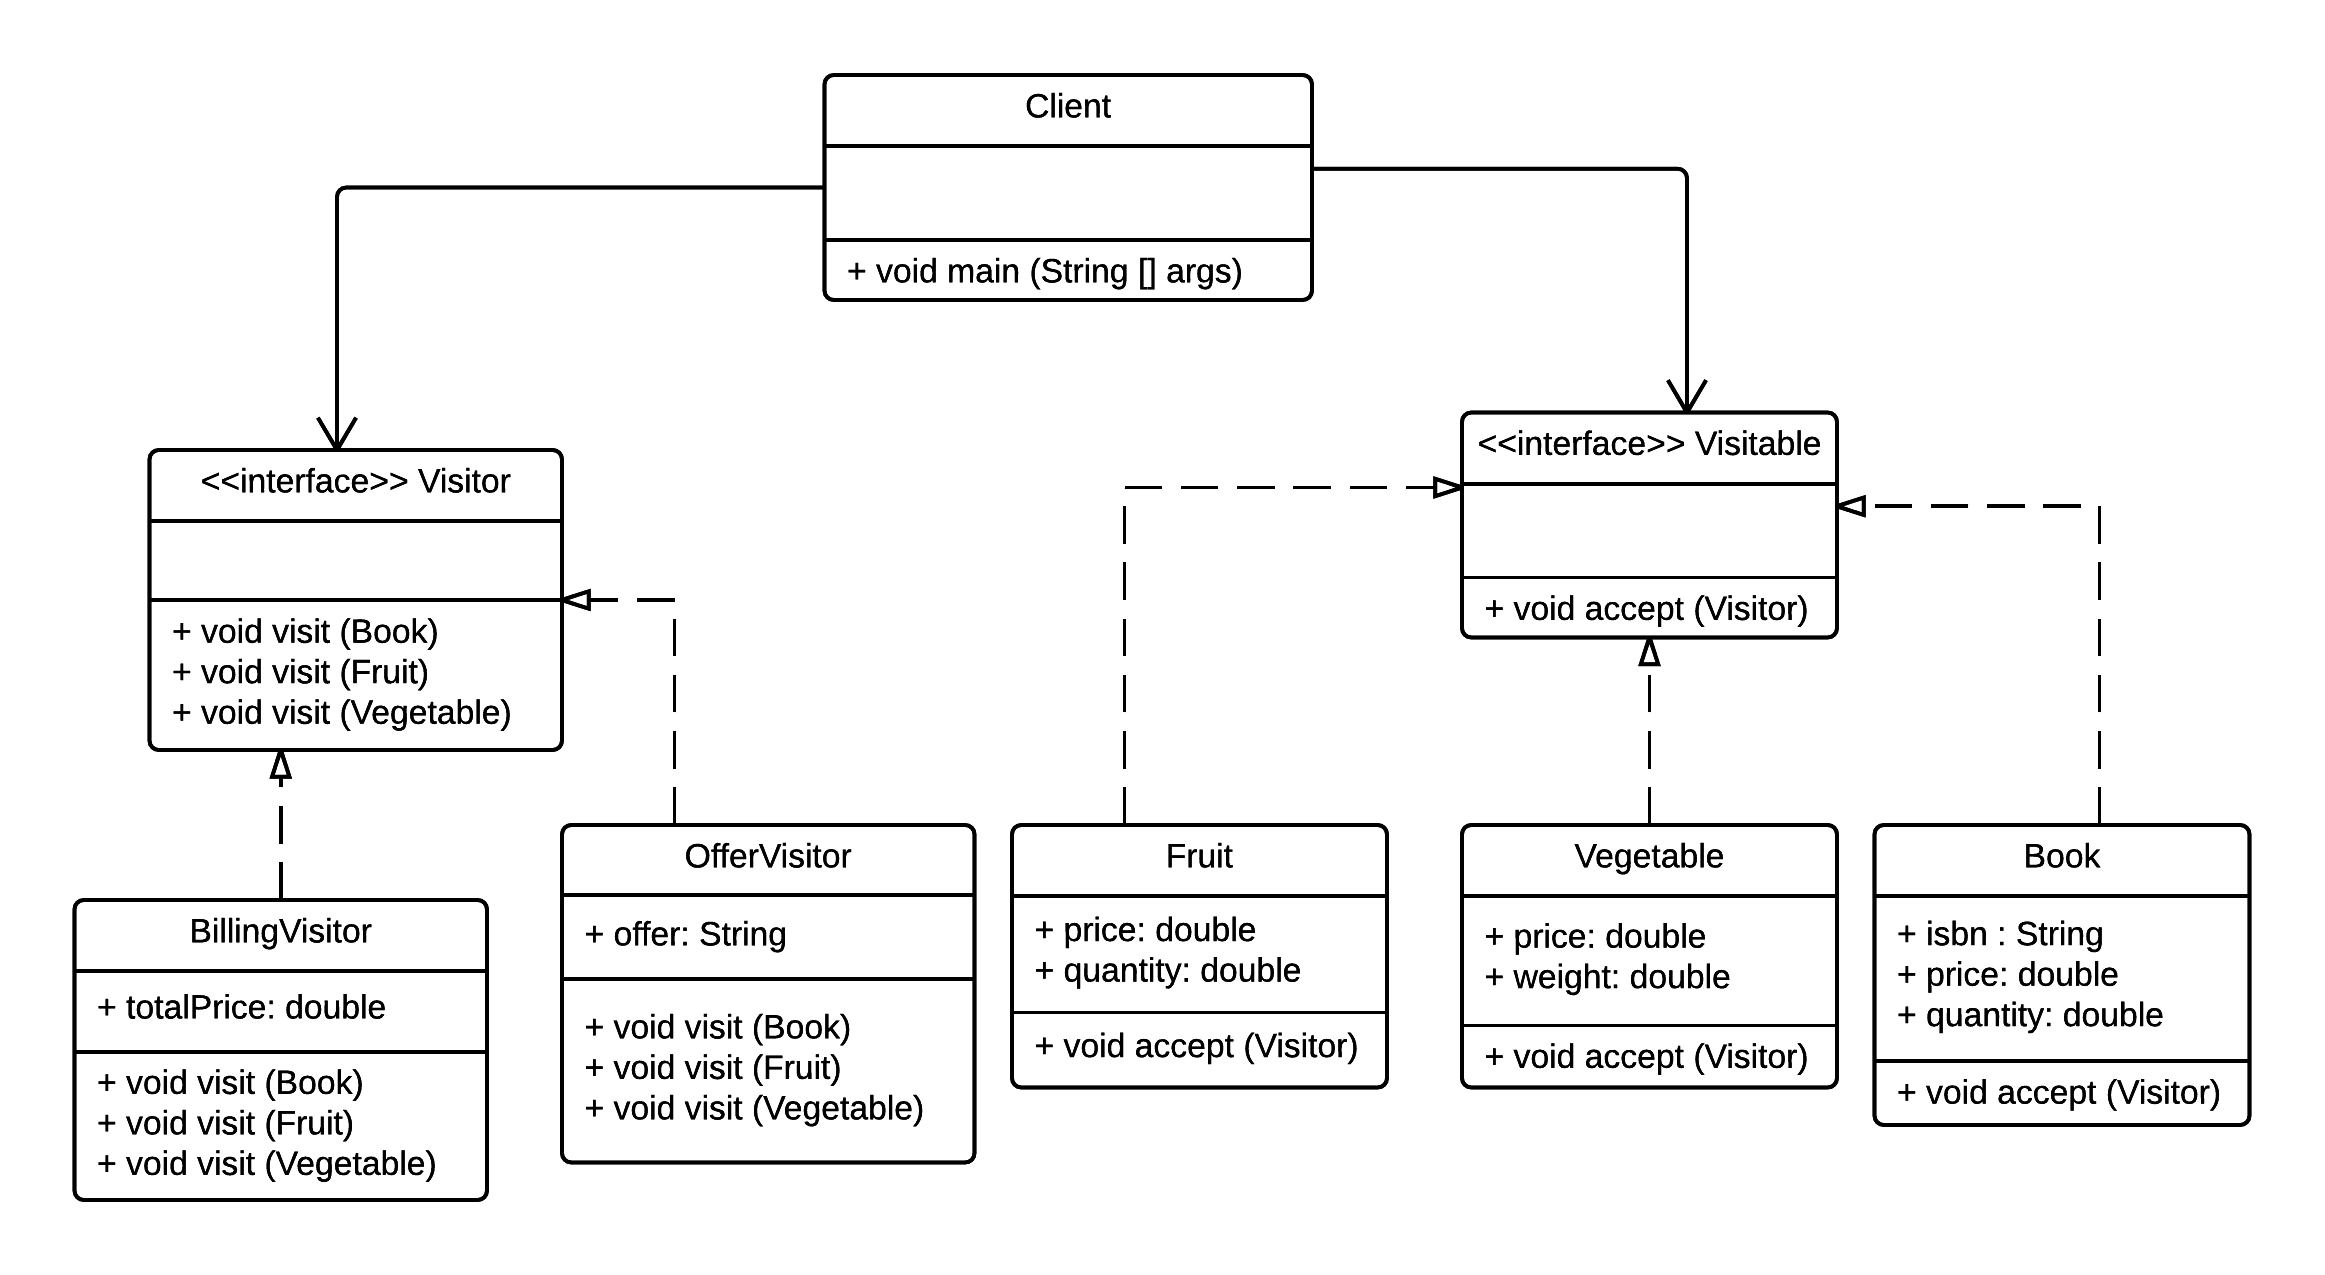 Client
+ void main (String [] args)
<<interface>> Visitor
+ void visit (Book)
+ void visit (Fruit)
+ void visit (Vegetable)
<<interface>> Visitable
+ void accept (Visitor)
BillingVisitor
+ totalPrice: double
+ void visit (Book)
+ void visit (Fruit)
+ void visit (Vegetable)
OfferVisitor
+ offer: String
+ void visit (Book)
+ void visit (Fruit)
+ void visit (Vegetable)
Fruit
+ price: double
+ quantity: double
+ void accept (Visitor)
Vegetable
+ price: double
+ weight: double
+ void accept (Visitor)
Book
+ isbn : String
+ price: double
+ quantity: double
+ void accept (Visitor)